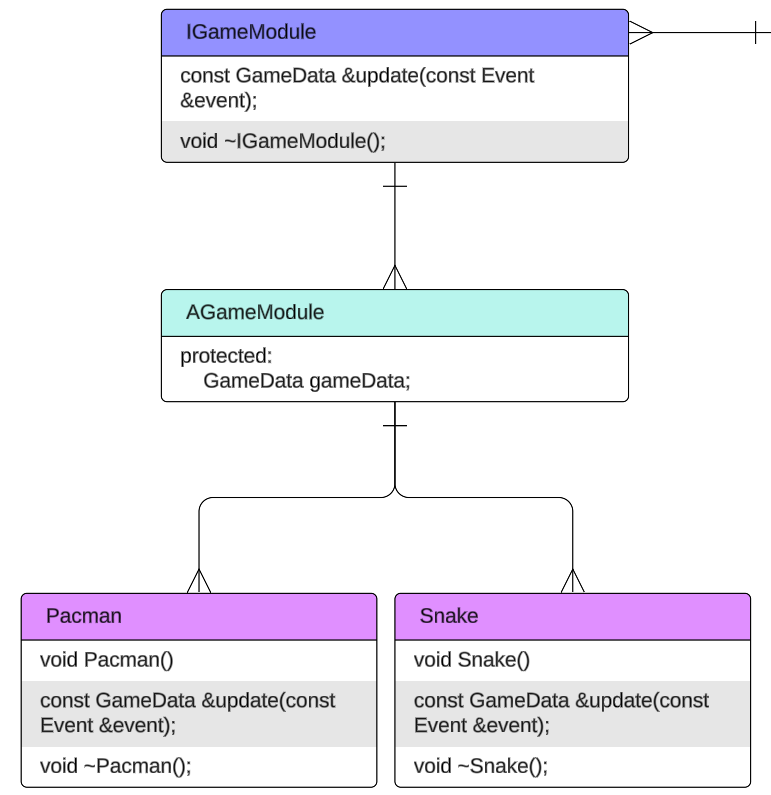 IGameModule
const GameData &update(const Event
&event);
void ~IGameModule();
AGameModule
protected:
GameData gameData;
Pacman
void Pacman()
const GameData &update(const
Event &event);
void ~Pacman();
Snake
void Snake()
const GameData &update(const
Event &event);
void ~Snake();